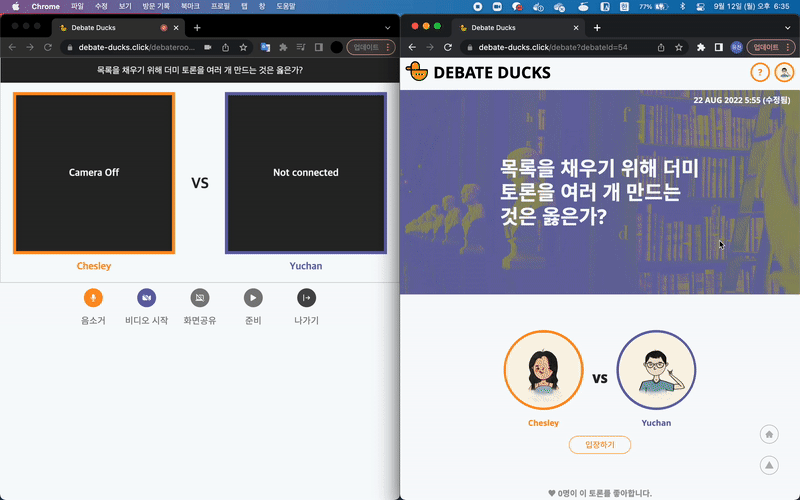 Chrome 파일 수정 보기 방문 기록 북마크 프로필 탭 창 도움말
77% 9월 12일 (월) 오후 6:35
Debate Ducks
debate-ducks.click/debateroo...
업데이트
목록을 채우기 위해 더미 토론을 여러 개 만드는 것은 옳은가?
Camera Off
VS
Not connected
Chesley
Yuchan
음소거
비디오 시작
화면공유
준비
나가기
Debate Ducks
debate-ducks.click/debate?debateId=54
업데이트
DEBATE DUCKS
?
22 AUG 2022 5:55 (수정됨)
목록을 채우기 위해 더미
토론을 여러 개 만드는
것은 옳은가?
VS
Chesley
Yuchan
입장하기
0명이 이 토론을 좋아합니다.